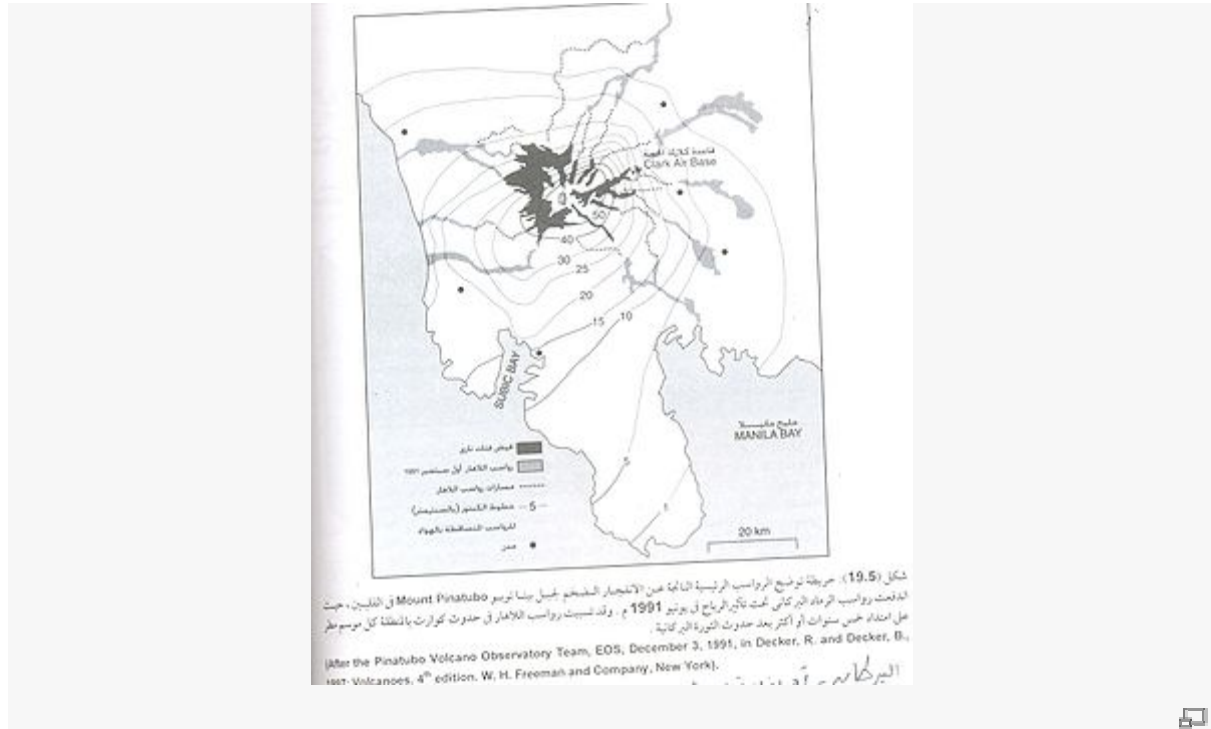 قاعدة كلارك الجوية
Clark Air Base
50
40
30
25
20
15
10
SUBIC BAY
خليج مانيلا
MANILA BAY
5
1
فيض فتات نارى
رواسب اللاهار أول سبتمبر 1991
مسارات رواسب اللاهار
5 خطوط الكنتور (بالسنتيمتر)
للرواسب المتساقطة بالهواء
مدن
20 km
شكل (19.5). خريطة توضح الرواسب الرئيسية الناتجة عن الانفجار الضخم لجبل بيناتوبو Mount Pinatubo فى الفلبين، حيث
اندفعت رواسب الرماد البركانى تحت تأثير الرياح فى يونيو 1991 م. وقد تسببت رواسب اللاهار فى حدوث كوارث بالمنطقة كل موسم مطر
على امتداد خمس سنوات أو أكثر بعد حدوث الثورة البركانية.
(After the Pinatubo Volcano Observatory Team, EOS, December 3, 1991, in Decker, R. and Decker, B.,
1997: Volcanoes, 4th edition. W. H. Freeman and Company, New York).